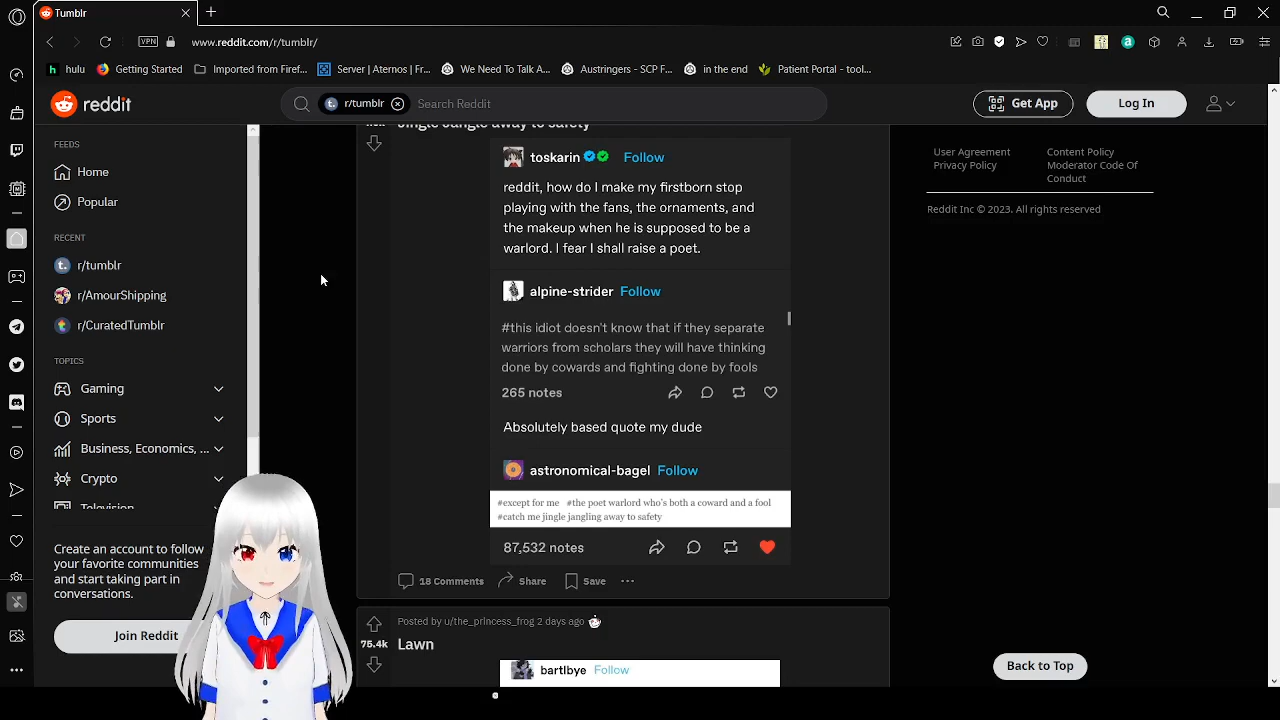 Tumblr
VPN
www.reddit.com/r/tumblr/
h hulu
Getting Started
Imported from Firef...
Server | Aternos | Fr...
We Need To Talk A...
Austringers - SCP F...
in the end
Patient Portal - tool...
reddit
r/tumblr
Search Reddit
Get App
Log In
FEEDS
Home
Popular
RECENT
r/tumblr
r/AmourShipping
r/CuratedTumblr
TOPICS
Gaming
Sports
Business, Economics, ...
Crypto
Television
Create an account to follow
your favorite communities
and start taking part in
conversations.
Join Reddit
Jingle Jangle away to safety
toskarin Follow
reddit, how do I make my firstborn stop
playing with the fans, the ornaments, and
the makeup when he is supposed to be a
warlord. I fear I shall raise a poet.
alpine-strider Follow
#this idiot doesn't know that if they separate
warriors from scholars they will have thinking
done by cowards and fighting done by fools
265 notes
Absolutely based quote my dude
astronomical-bagel Follow
#except for me #the poet warlord who's both a coward and a fool
#catch me jingle jangling away to safety
87,532 notes
18 Comments
Share
Save
Posted by u/the_princess_frog 2 days ago
75.4k
Lawn
bartlbye Follow
User Agreement
Privacy Policy
Content Policy
Moderator Code Of
Conduct
Reddit Inc © 2023. All rights reserved
Back to Top